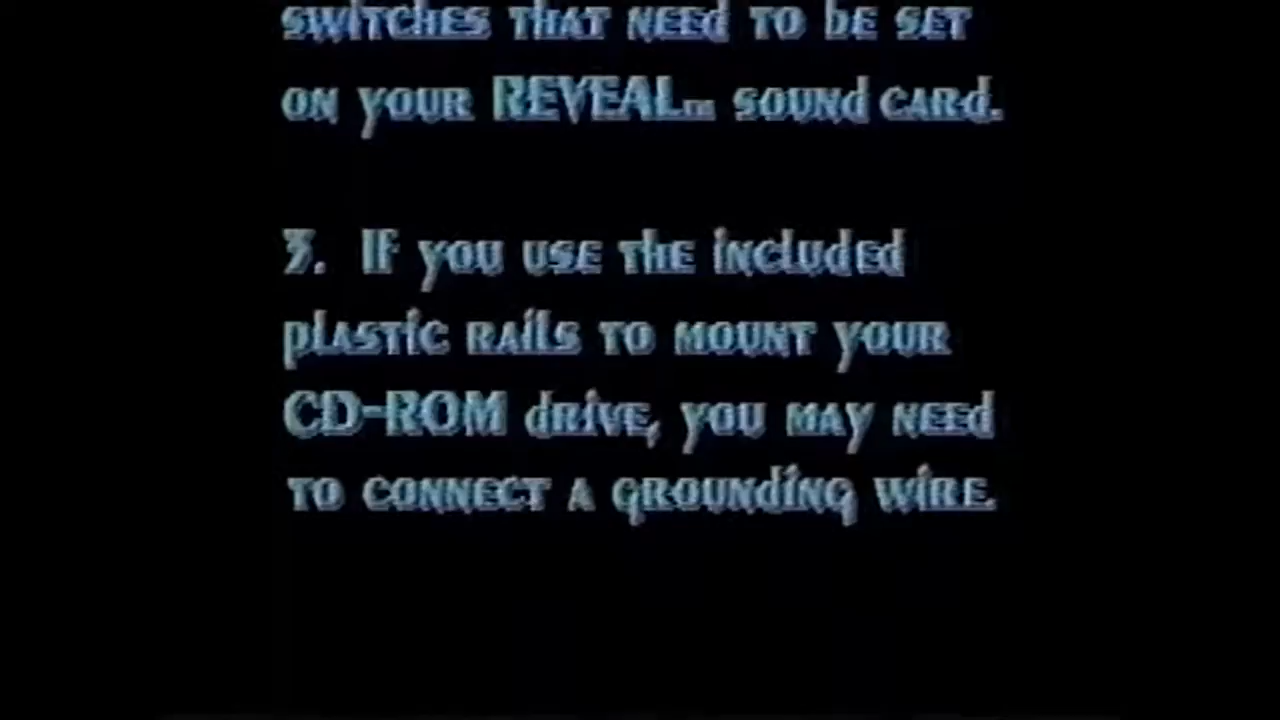 switches that need to be set
on your REVEAL™ sound card.
3. If you use the included
plastic rails to mount your
CD-ROM drive, you may need
to connect a grounding wire.